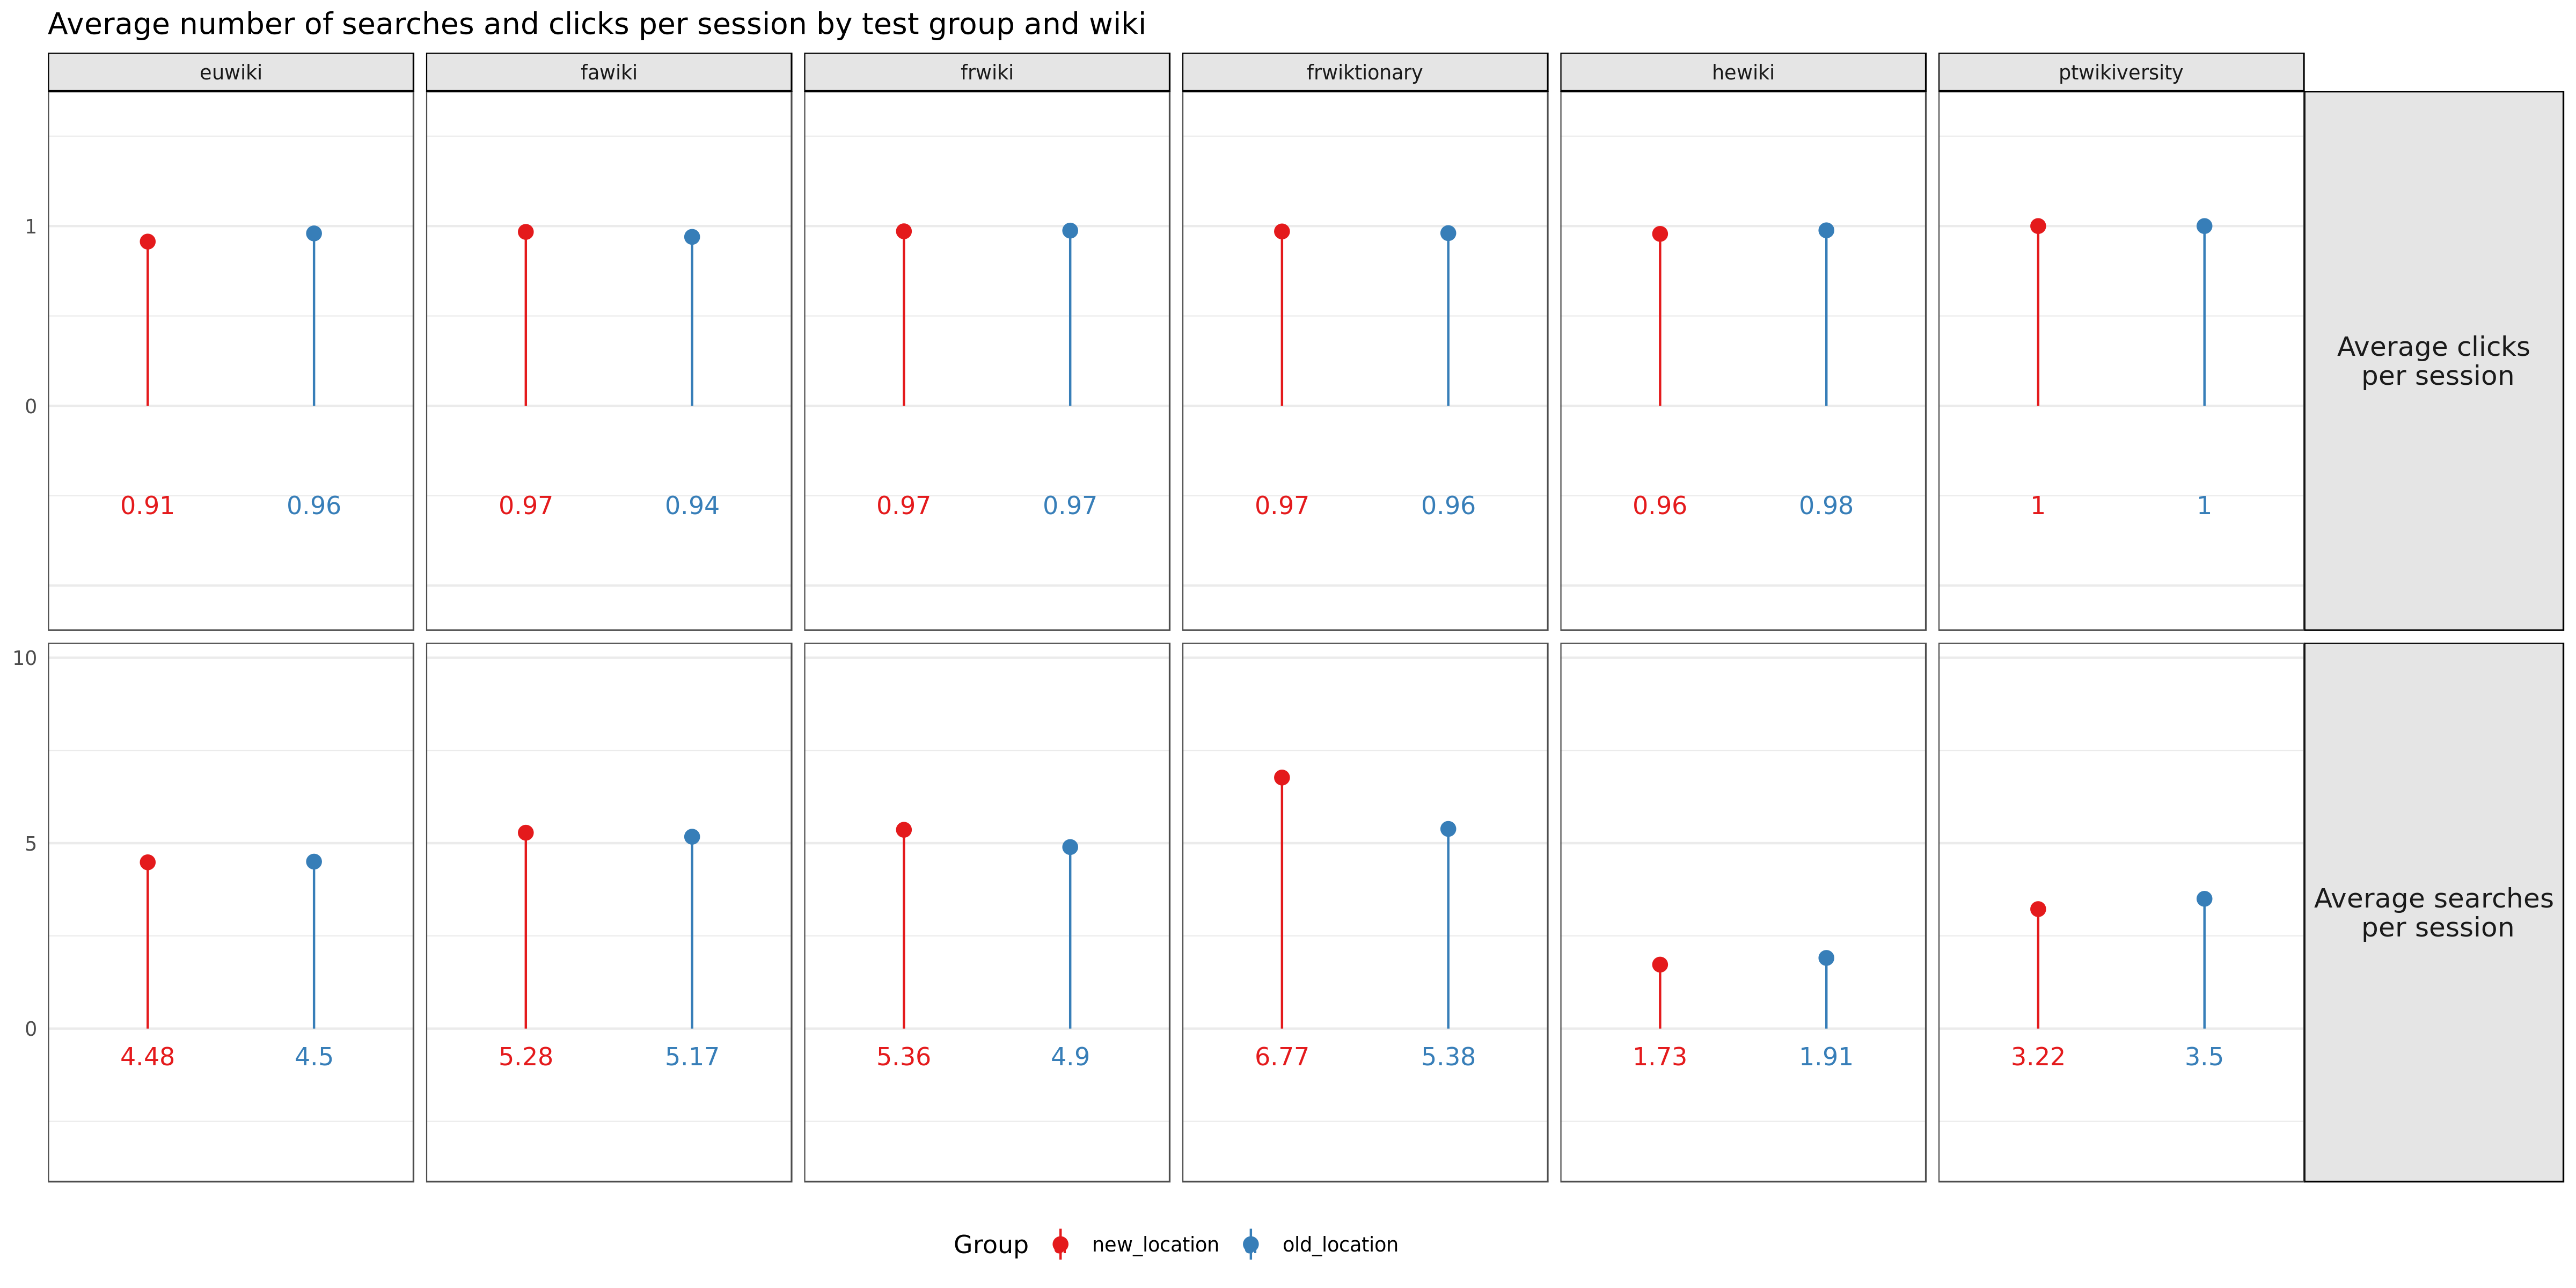 Average number of searches and clicks per session by test group and wiki
euwiki
fawiki
frwiki
frwiktionary
hewiki
ptwikiversity
1
0
0.91
0.96
0.97
0.94
0.97
0.97
0.97
0.96
0.96
0.98
1
1
Average clicks
per session
10
5
0
4.48
4.5
5.28
5.17
5.36
4.9
6.77
5.38
1.73
1.91
3.22
3.5
Average searches
per session
Group
new_location
old_location